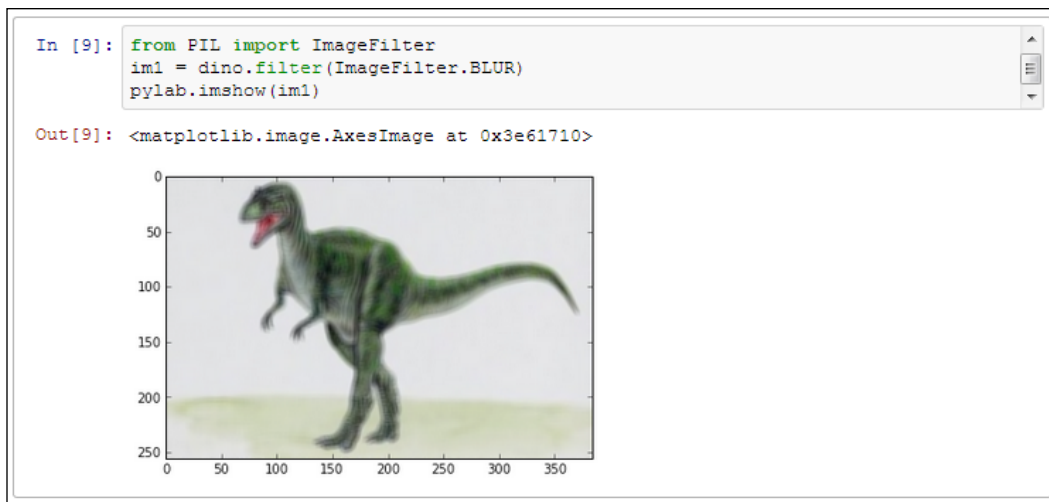 In [9]: from PIL import ImageFilter
im1 = dino.filter(ImageFilter.BLUR)
pylab.imshow(im1)
Out[9]: <matplotlib.image.AxesImage at 0x3e61710>
0
50
100
150
200
250
0 50 100 150 200 250 300 350